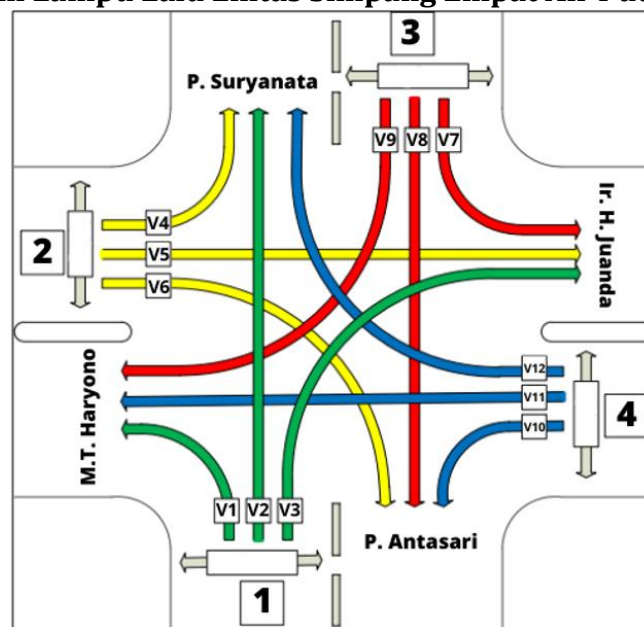 3
P. Suryanata
V9
V8
V7
Ir. H. Juanda
V4
2
V5
V6
V12
V11
M.T. Haryono
4
V10
V1
V2
V3
P. Antasari
1